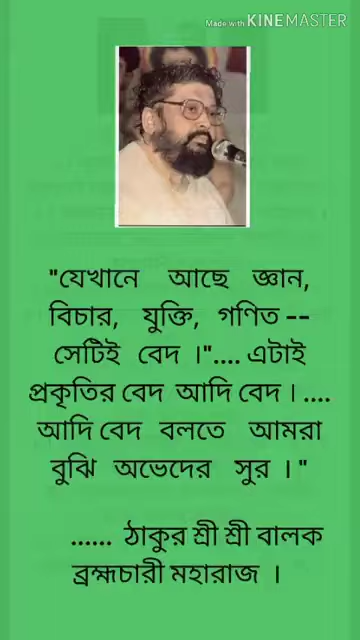 Made with KINEMASTER
"যেখানে আছে জ্ঞান,
বিচার, যুক্তি, গণিত --
সেটিই বেদ ।".... এটাই
প্রকৃতির বেদ আদি বেদ । ....
আদি বেদ বলতে আমরা
বুঝি অভেদের সুর । "
...... ঠাকুর শ্রী শ্রী বালক
ব্রহ্মচারী মহারাজ ।